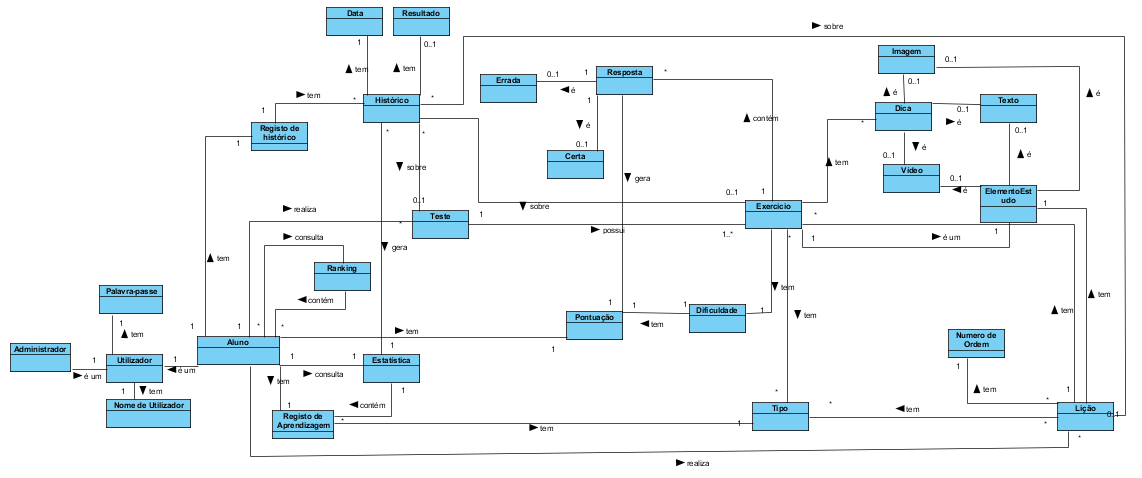 Data
Resultado
sobre
1
0..1
tem
tem
Imagem
0..1
Errada
0..1
1
Resposta
*
é
0..1
é
é
tem
*
*
1
Histórico
Dica
Texto
0..1
é
1
é
contém
Registo de
histórico
1
*
*
*
0..1
é
é
0..1
Certa
0..1
tem
sobre
Vídeo
0..1
é
gera
0..1
1
ElementoEst
udo
0..1
Exercício
1
realiza
Teste
1
sobre
*
*
possui
1..*
*
1
é um
1
consulta
gera
tem
Ranking
contém
tem
tem
Palavra-passe
1
tem
1
*
*
1
1
Pontuação
1
Dificuldade
1
tem
tem
tem
Administrador
1
é um
Utilizador
1
é um
Aluno
tem
1
1
consulta
1
Estatística
1
Numero de
Ordem
1
tem
1
tem
Nome de Utilizador
tem
1
contém
*
Registo de
Aprendizagem
tem
1
*
Tipo
*
tem
*
*
1
Lição
0..1
*
realiza